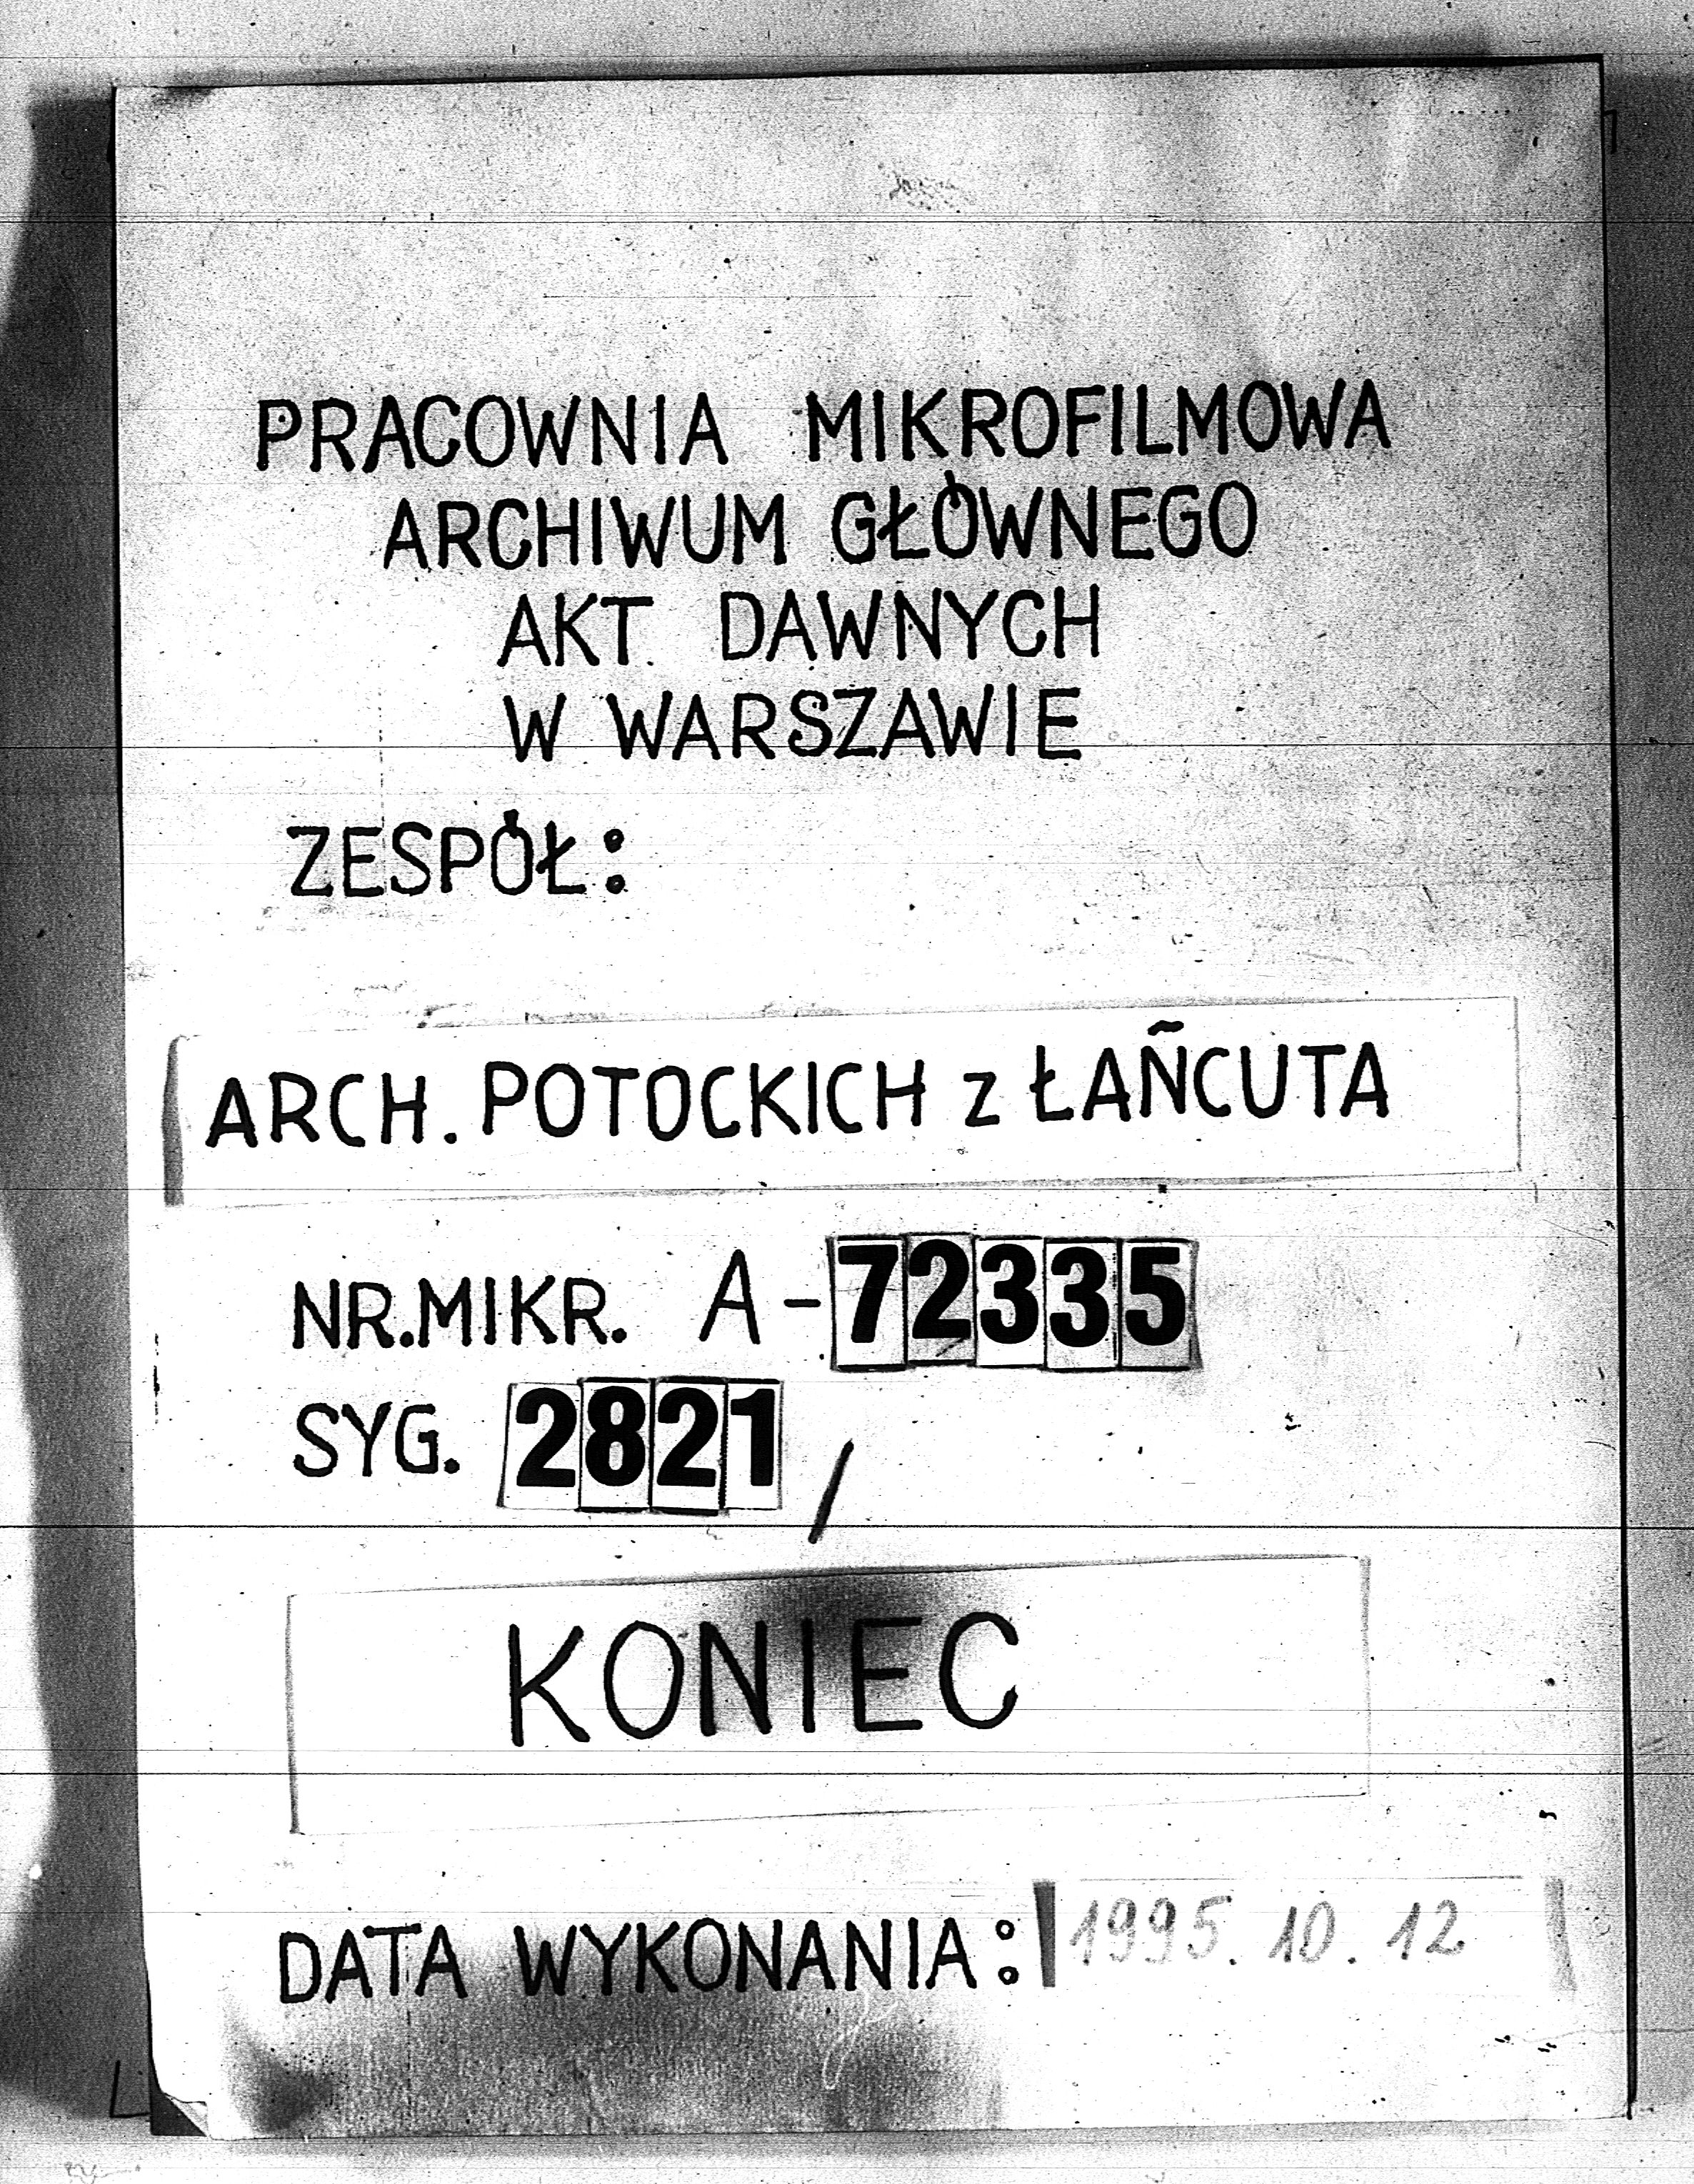 PRACOWNIA MIKROFILMOWA
ARCHIWUM GŁÓWNEGO
AKT DAWNYCH
W WARSZAWIE
ZESPÓŁ:
ARCH. POTOCKICH z ŁAÑCUTA
NR.MIKR. A-72335
SYG. 2821/
KONIEC
DATA WYKONANIA: 1995.10.12